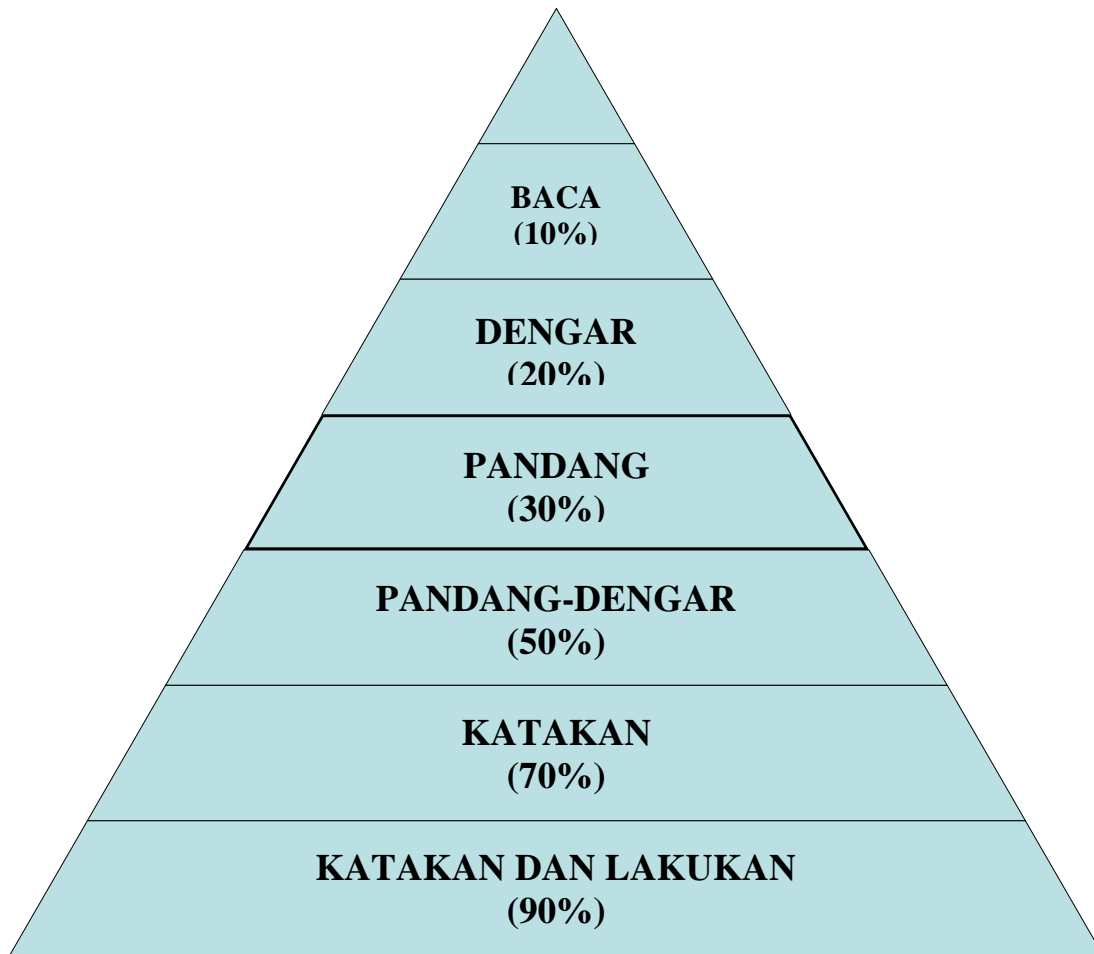 BACA
(10%)
DENGAR
(20%)
PANDANG
(30%)
PANDANG-DENGAR
(50%)
KATAKAN
(70%)
KATAKAN DAN LAKUKAN
(90%)